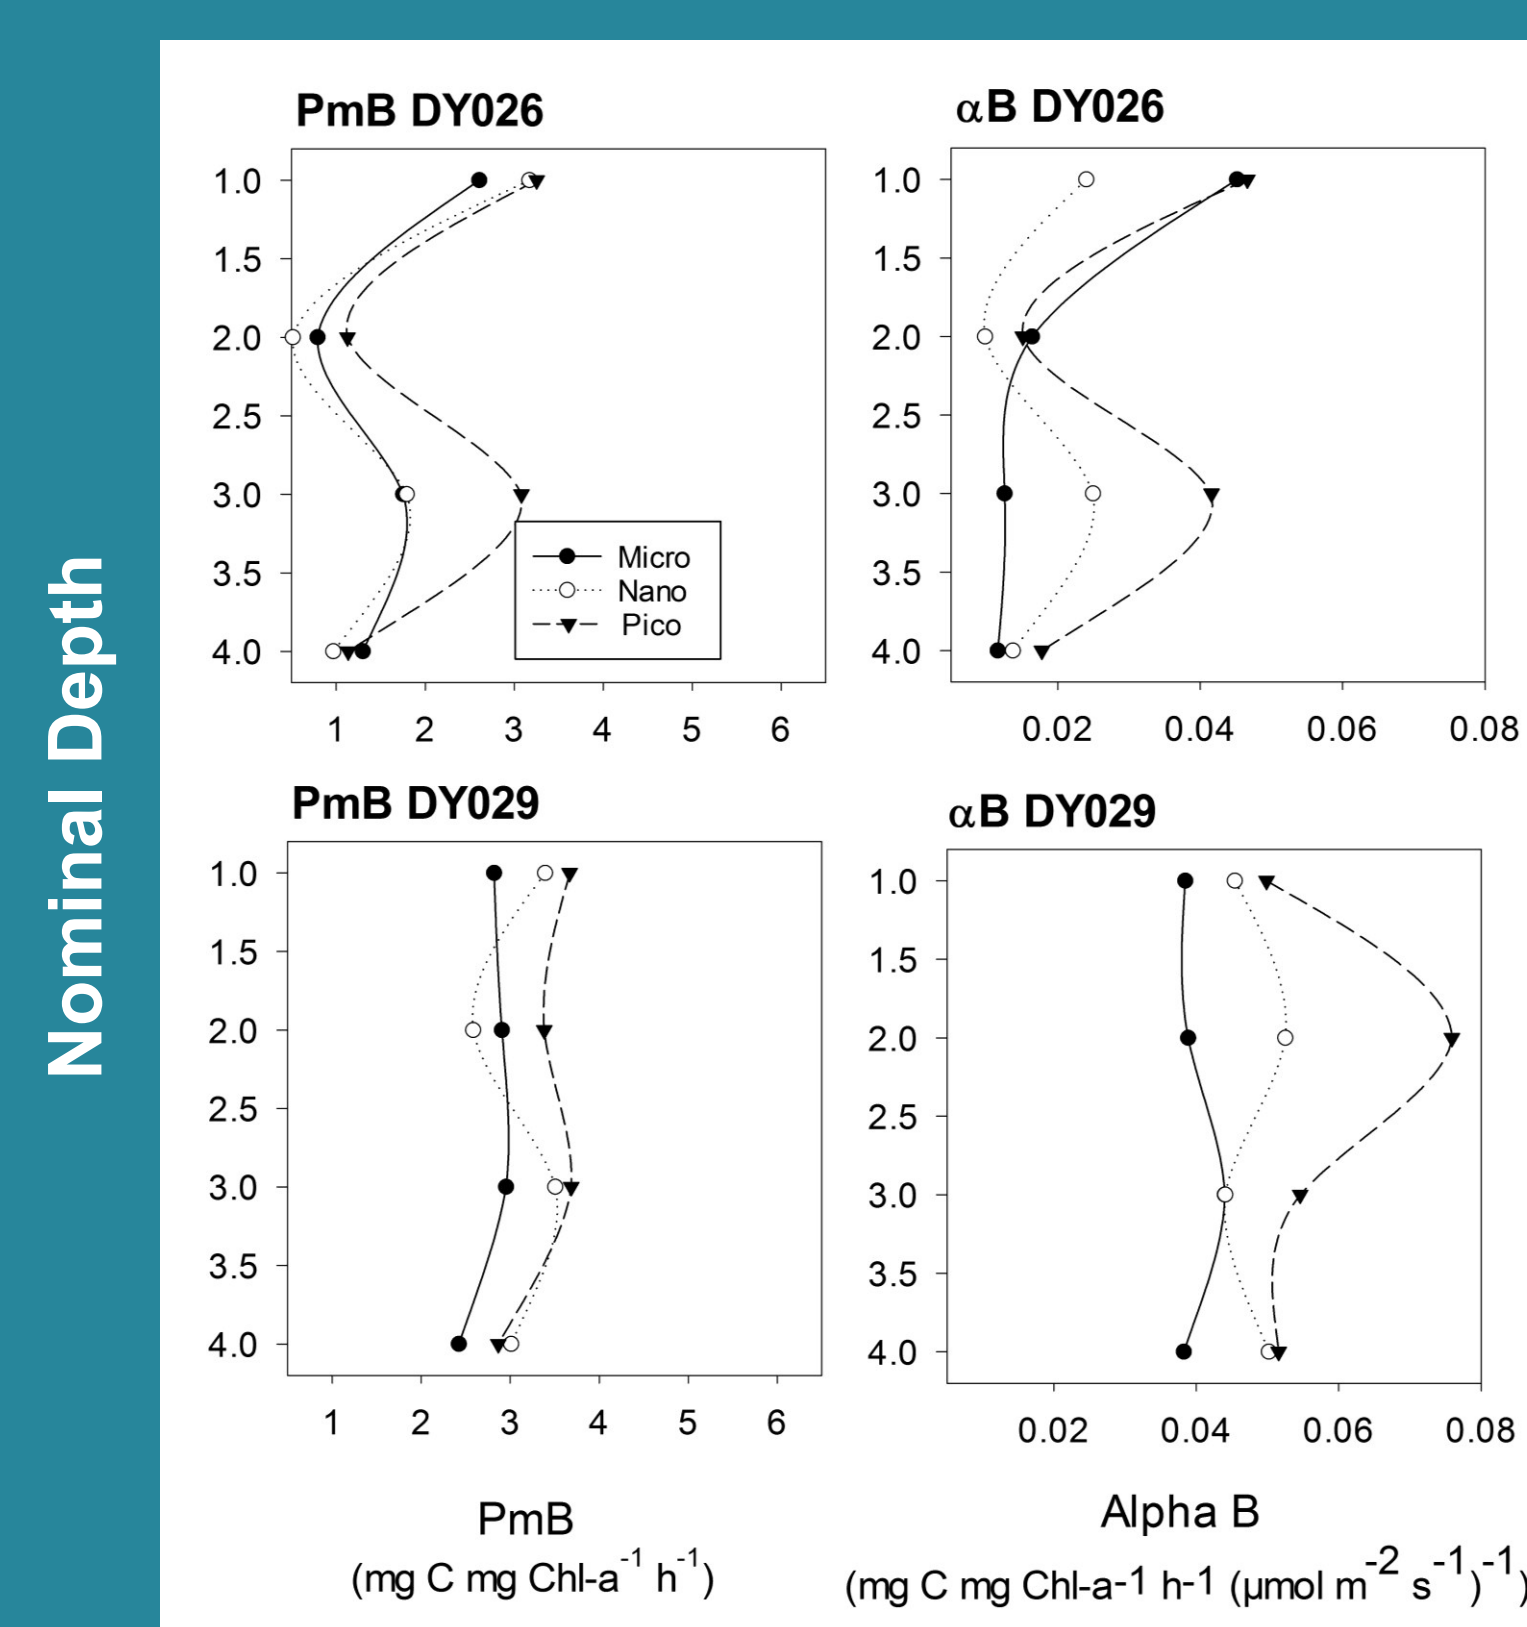 Nominal Depth
PmB DY026
1.0
1.5
2.0
2.5
3.0
3.5
4.0
Micro
Nano
Pico
1 2 3 4 5 6
αB DY026
1.0
1.5
2.0
2.5
3.0
3.5
4.0
0.02 0.04 0.06 0.08
PmB DY029
1.0
1.5
2.0
2.5
3.0
3.5
4.0
1 2 3 4 5 6
PmB
(mg C mg Chl-a⁻¹ h⁻¹)
αB DY029
1.0
1.5
2.0
2.5
3.0
3.5
4.0
0.02 0.04 0.06 0.08
Alpha B
(mg C mg Chl-a-1 h-1 (µmol m⁻² s⁻¹)⁻¹)